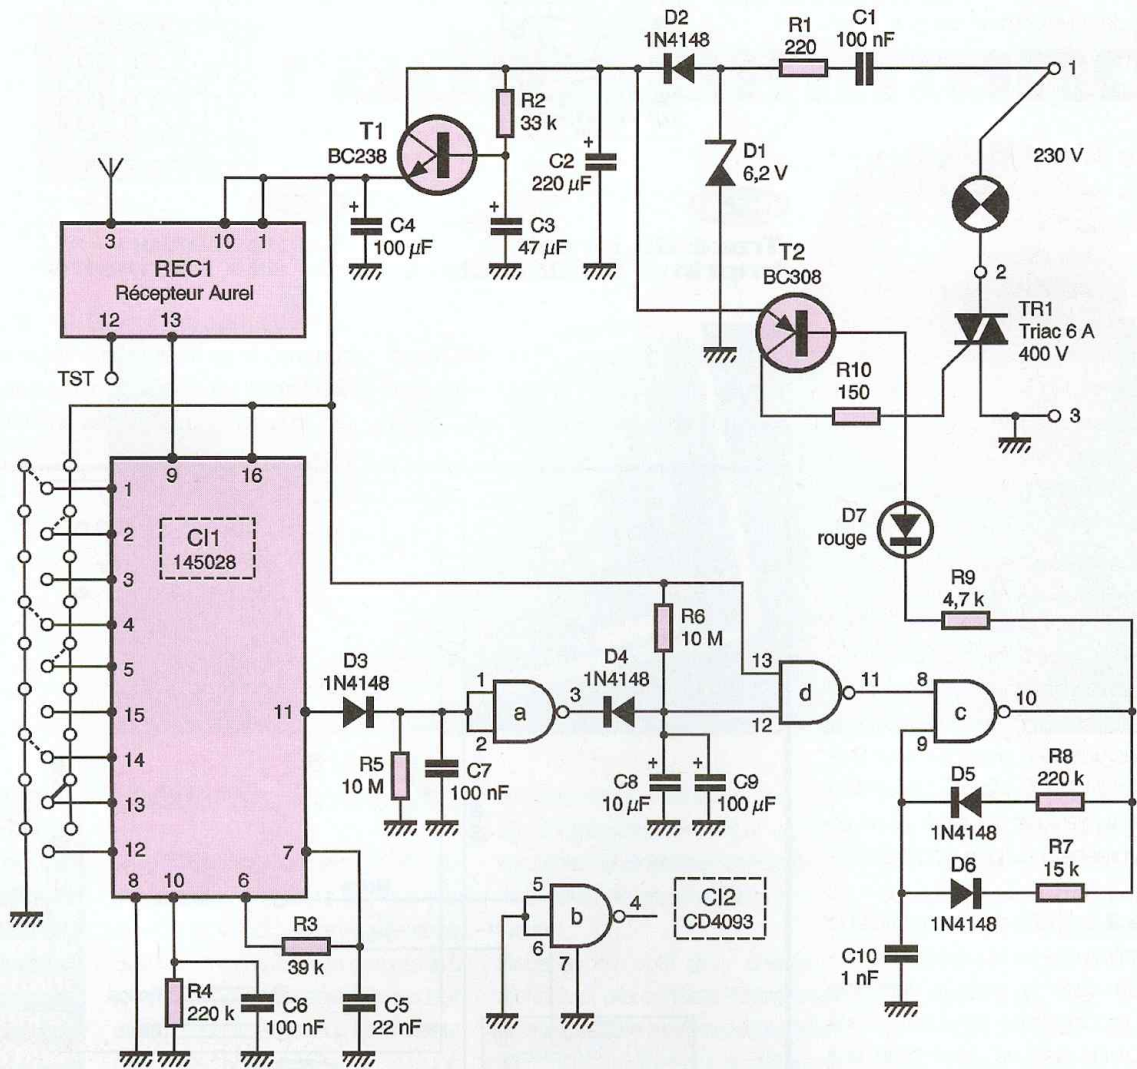 D2
1N4148
R1
220
C1
100 nF
1
R2
33 k
T1
BC238
C2
220 µF
D1
6,2 V
230 V
3
10
1
REC1
Récepteur Aurel
12
13
TST
C4
100 µF
C3
47 µF
T2
BC308
2
TR1
Triac 6 A
400 V
R10
150
3
9
16
1
2
3
4
5
15
14
13
12
CI1
145028
11
7
8
10
6
D7
rouge
R9
4,7 k
R6
10 M
D3
1N4148
D4
1N4148
1
2
a
3
13
12
d
11
8
9
c
10
R5
10 M
C7
100 nF
C8
10 µF
C9
100 µF
D5
1N4148
R8
220 k
D6
1N4148
R7
15 k
R3
39 k
5
6
b
4
7
CI2
CD4093
C10
1 nF
R4
220 k
C6
100 nF
C5
22 nF